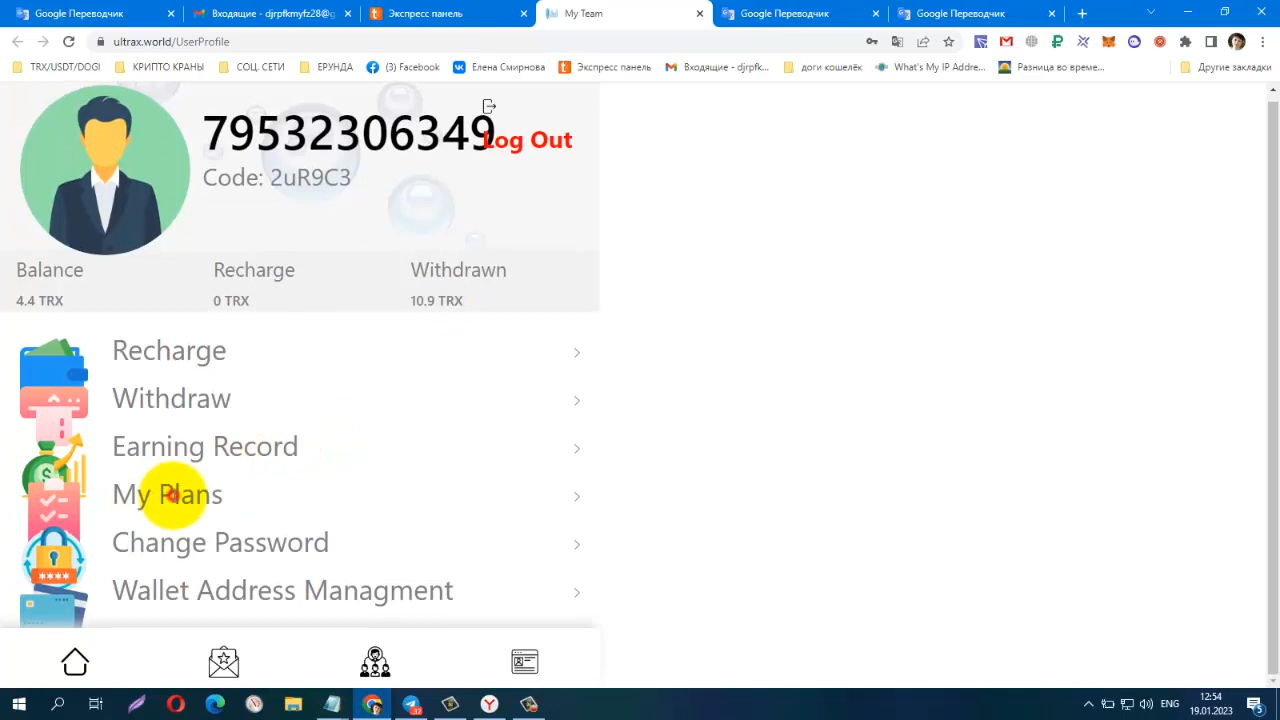 Google Переводчик
Входящие - djrpfkmyfz28@g
Экспресс панель
My Team
Google Переводчик
Google Переводчик
ultrax.world/UserProfile
TRX/USDT/DOGI
КРИПТО КРАНЫ
СОЦ. СЕТИ
ЕРУНДА
(3) Facebook
Елена Смирнова
Экспресс панель
Входящие - djrpfk...
доги кошелёк
What's My IP Addre...
Разница во време...
Другие закладки
79532306349
Log Out
Code: 2uR9C3
Balance Recharge Withdrawn
4.4 TRX 0 TRX 10.9 TRX
Recharge
Withdraw
Earning Record
My Plans
Change Password
Wallet Address Managment
ENG
12:54
19.01.2023